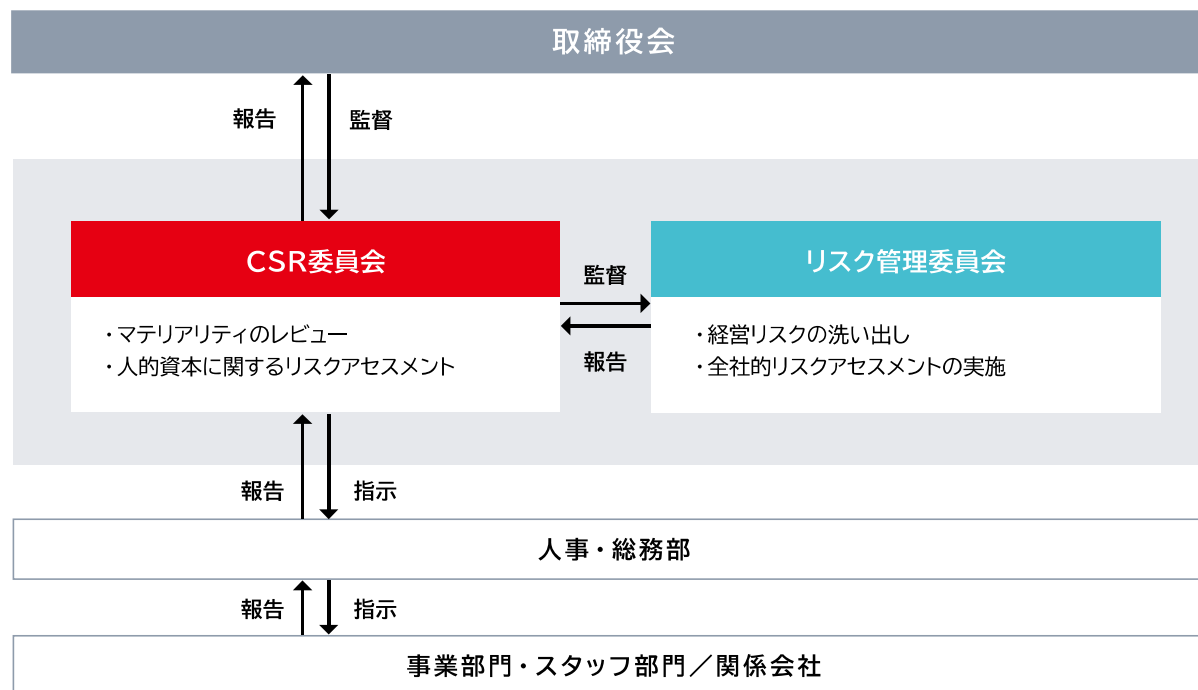 取締役会
報告
監督
CSR委員会
・マテリアリティのレビュー
・人的資本に関するリスクアセスメント
監督
報告
リスク管理委員会
・経営リスクの洗い出し
・全社的リスクアセスメントの実施
報告
指示
人事・総務部
報告
指示
事業部門・スタッフ部門／関係会社